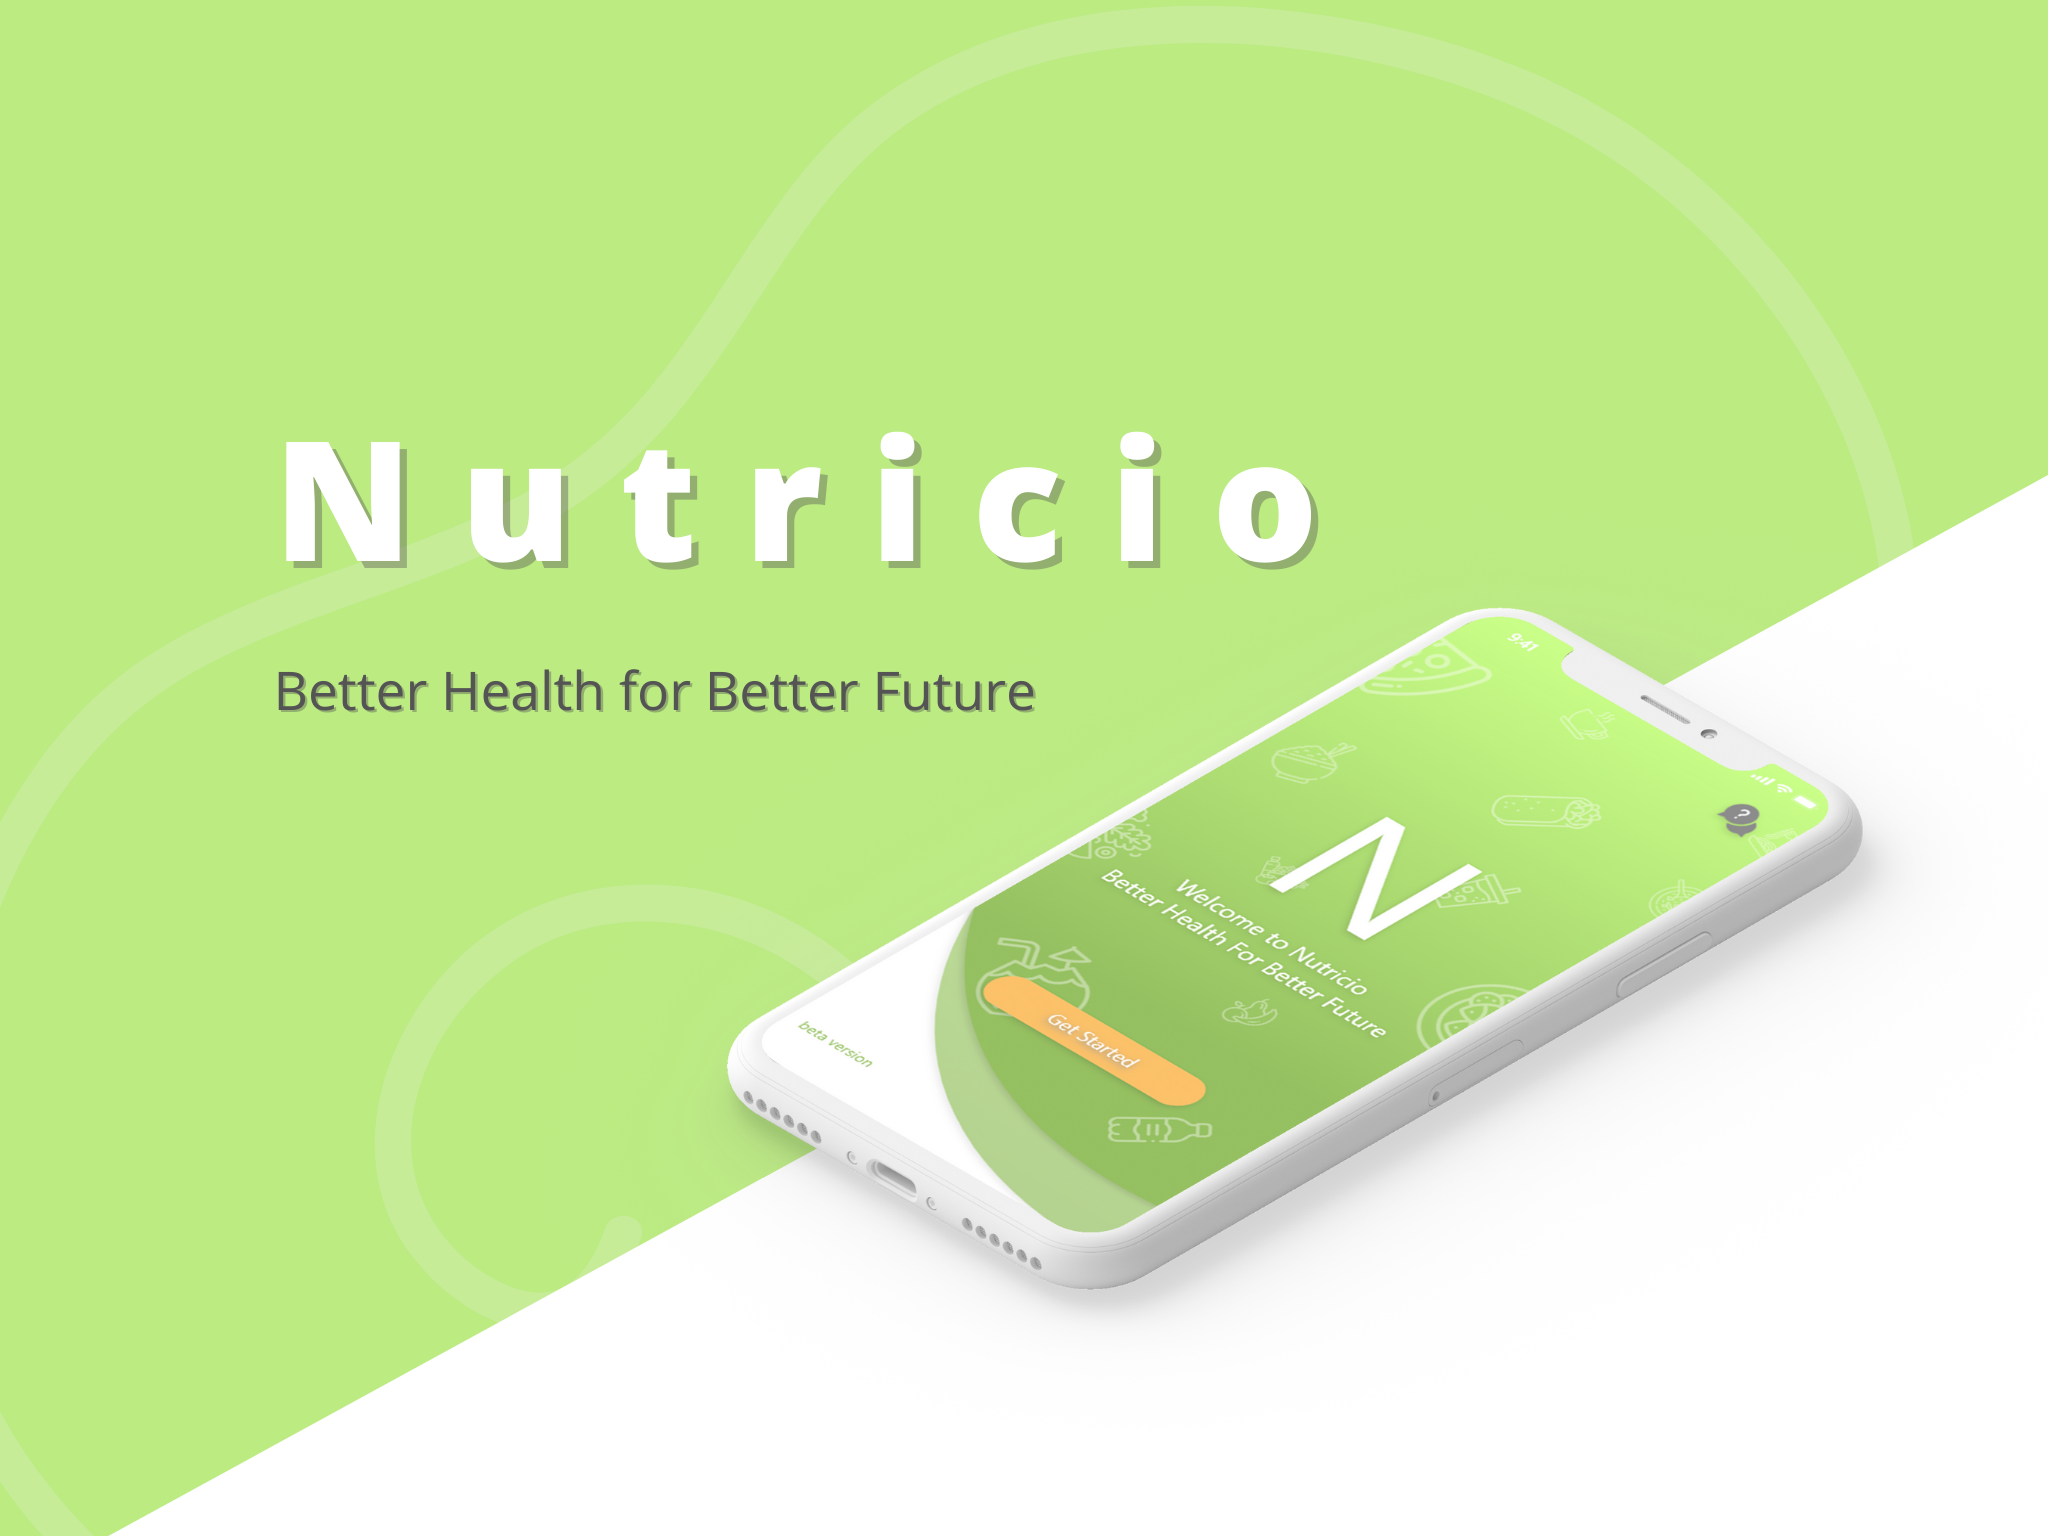 Nutricio
Better Health for Better Future
9:41
?
N
Welcome to Nutricio
Better Health For Better Future
Get Started
beta version